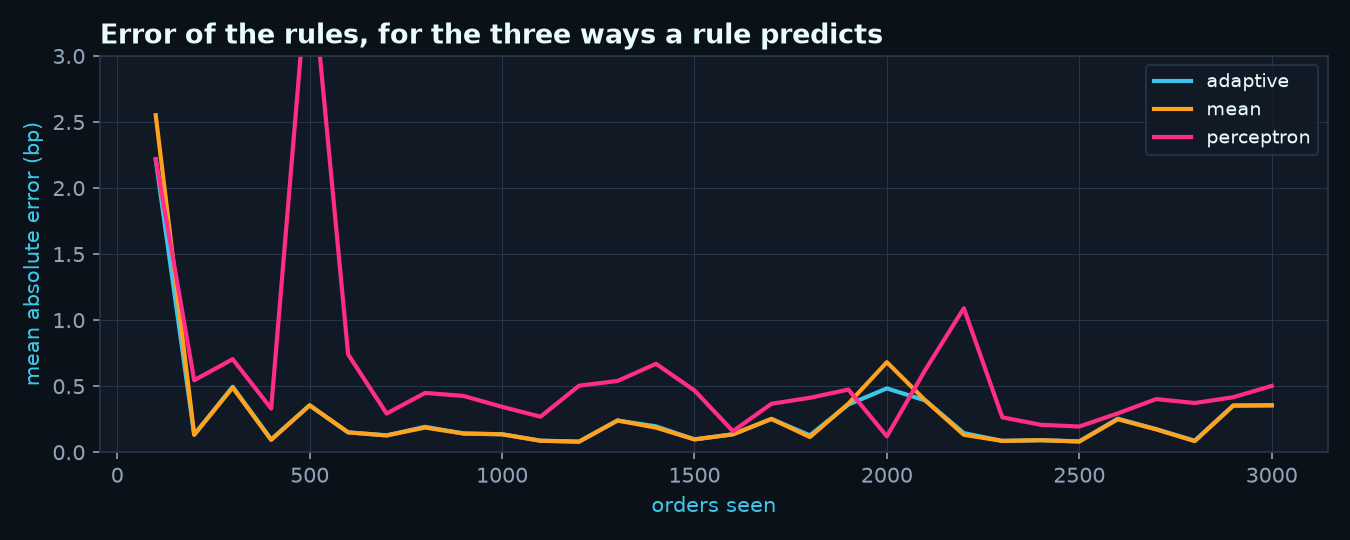 Error of the rules, for the three ways a rule predicts
3.0
2.5
2.0
1.5
1.0
0.5
0.0
mean absolute error (bp)
adaptive
mean
perceptron
0 500 1000 1500 2000 2500 3000
orders seen